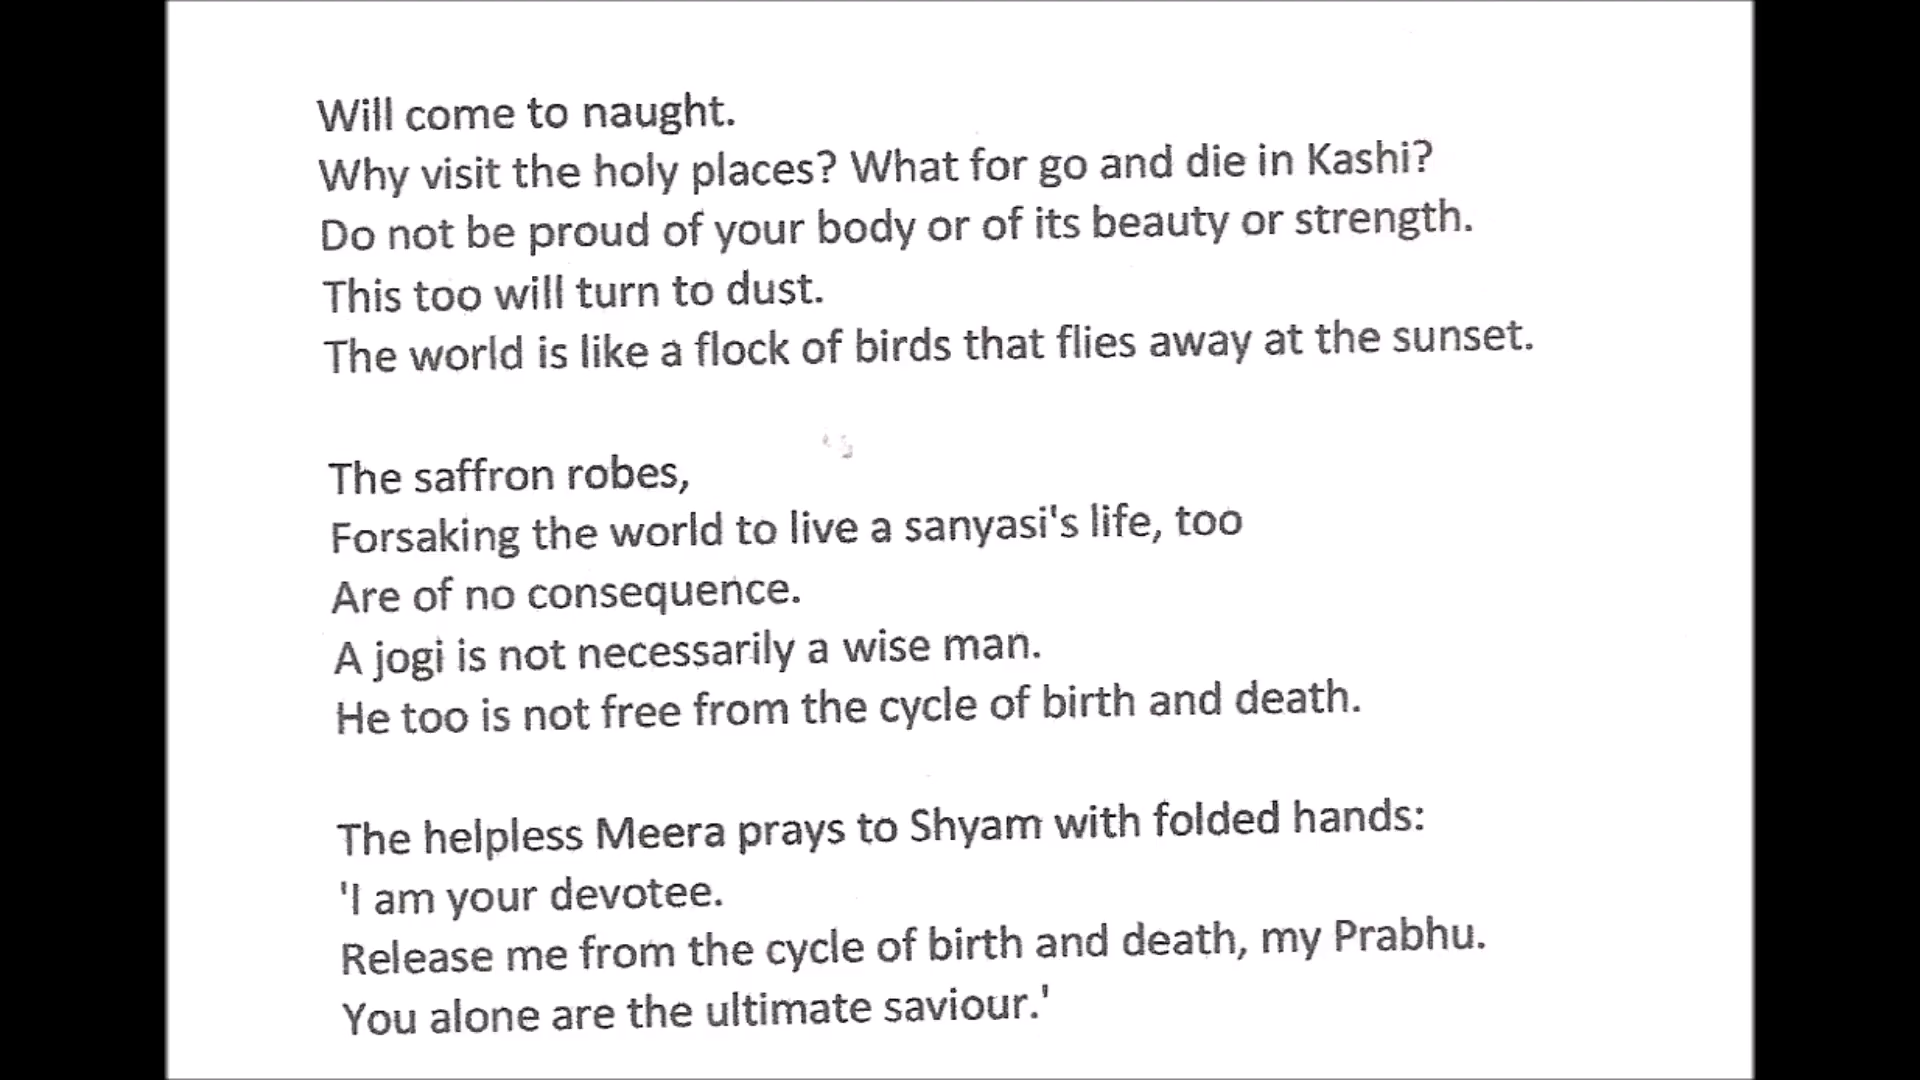 Will come to naught.
Why visit the holy places? What for go and die in Kashi?
Do not be proud of your body or of its beauty or strength.
This too will turn to dust.
The world is like a flock of birds that flies away at the sunset.
The saffron robes,
Forsaking the world to live a sanyasi's life, too
Are of no consequence.
A jogi is not necessarily a wise man.
He too is not free from the cycle of birth and death.
The helpless Meera prays to Shyam with folded hands:
'I am your devotee.
Release me from the cycle of birth and death, my Prabhu.
You alone are the ultimate saviour.'